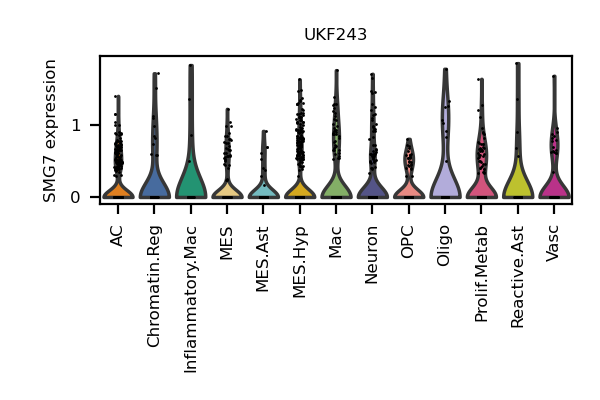 UKF243
SMG7 expression
1
0
AC
Chromatin.Reg
Inflammatory.Mac
MES
MES.Ast
MES.Hyp
Mac
Neuron
OPC
Oligo
Prolif.Metab
Reactive.Ast
Vasc